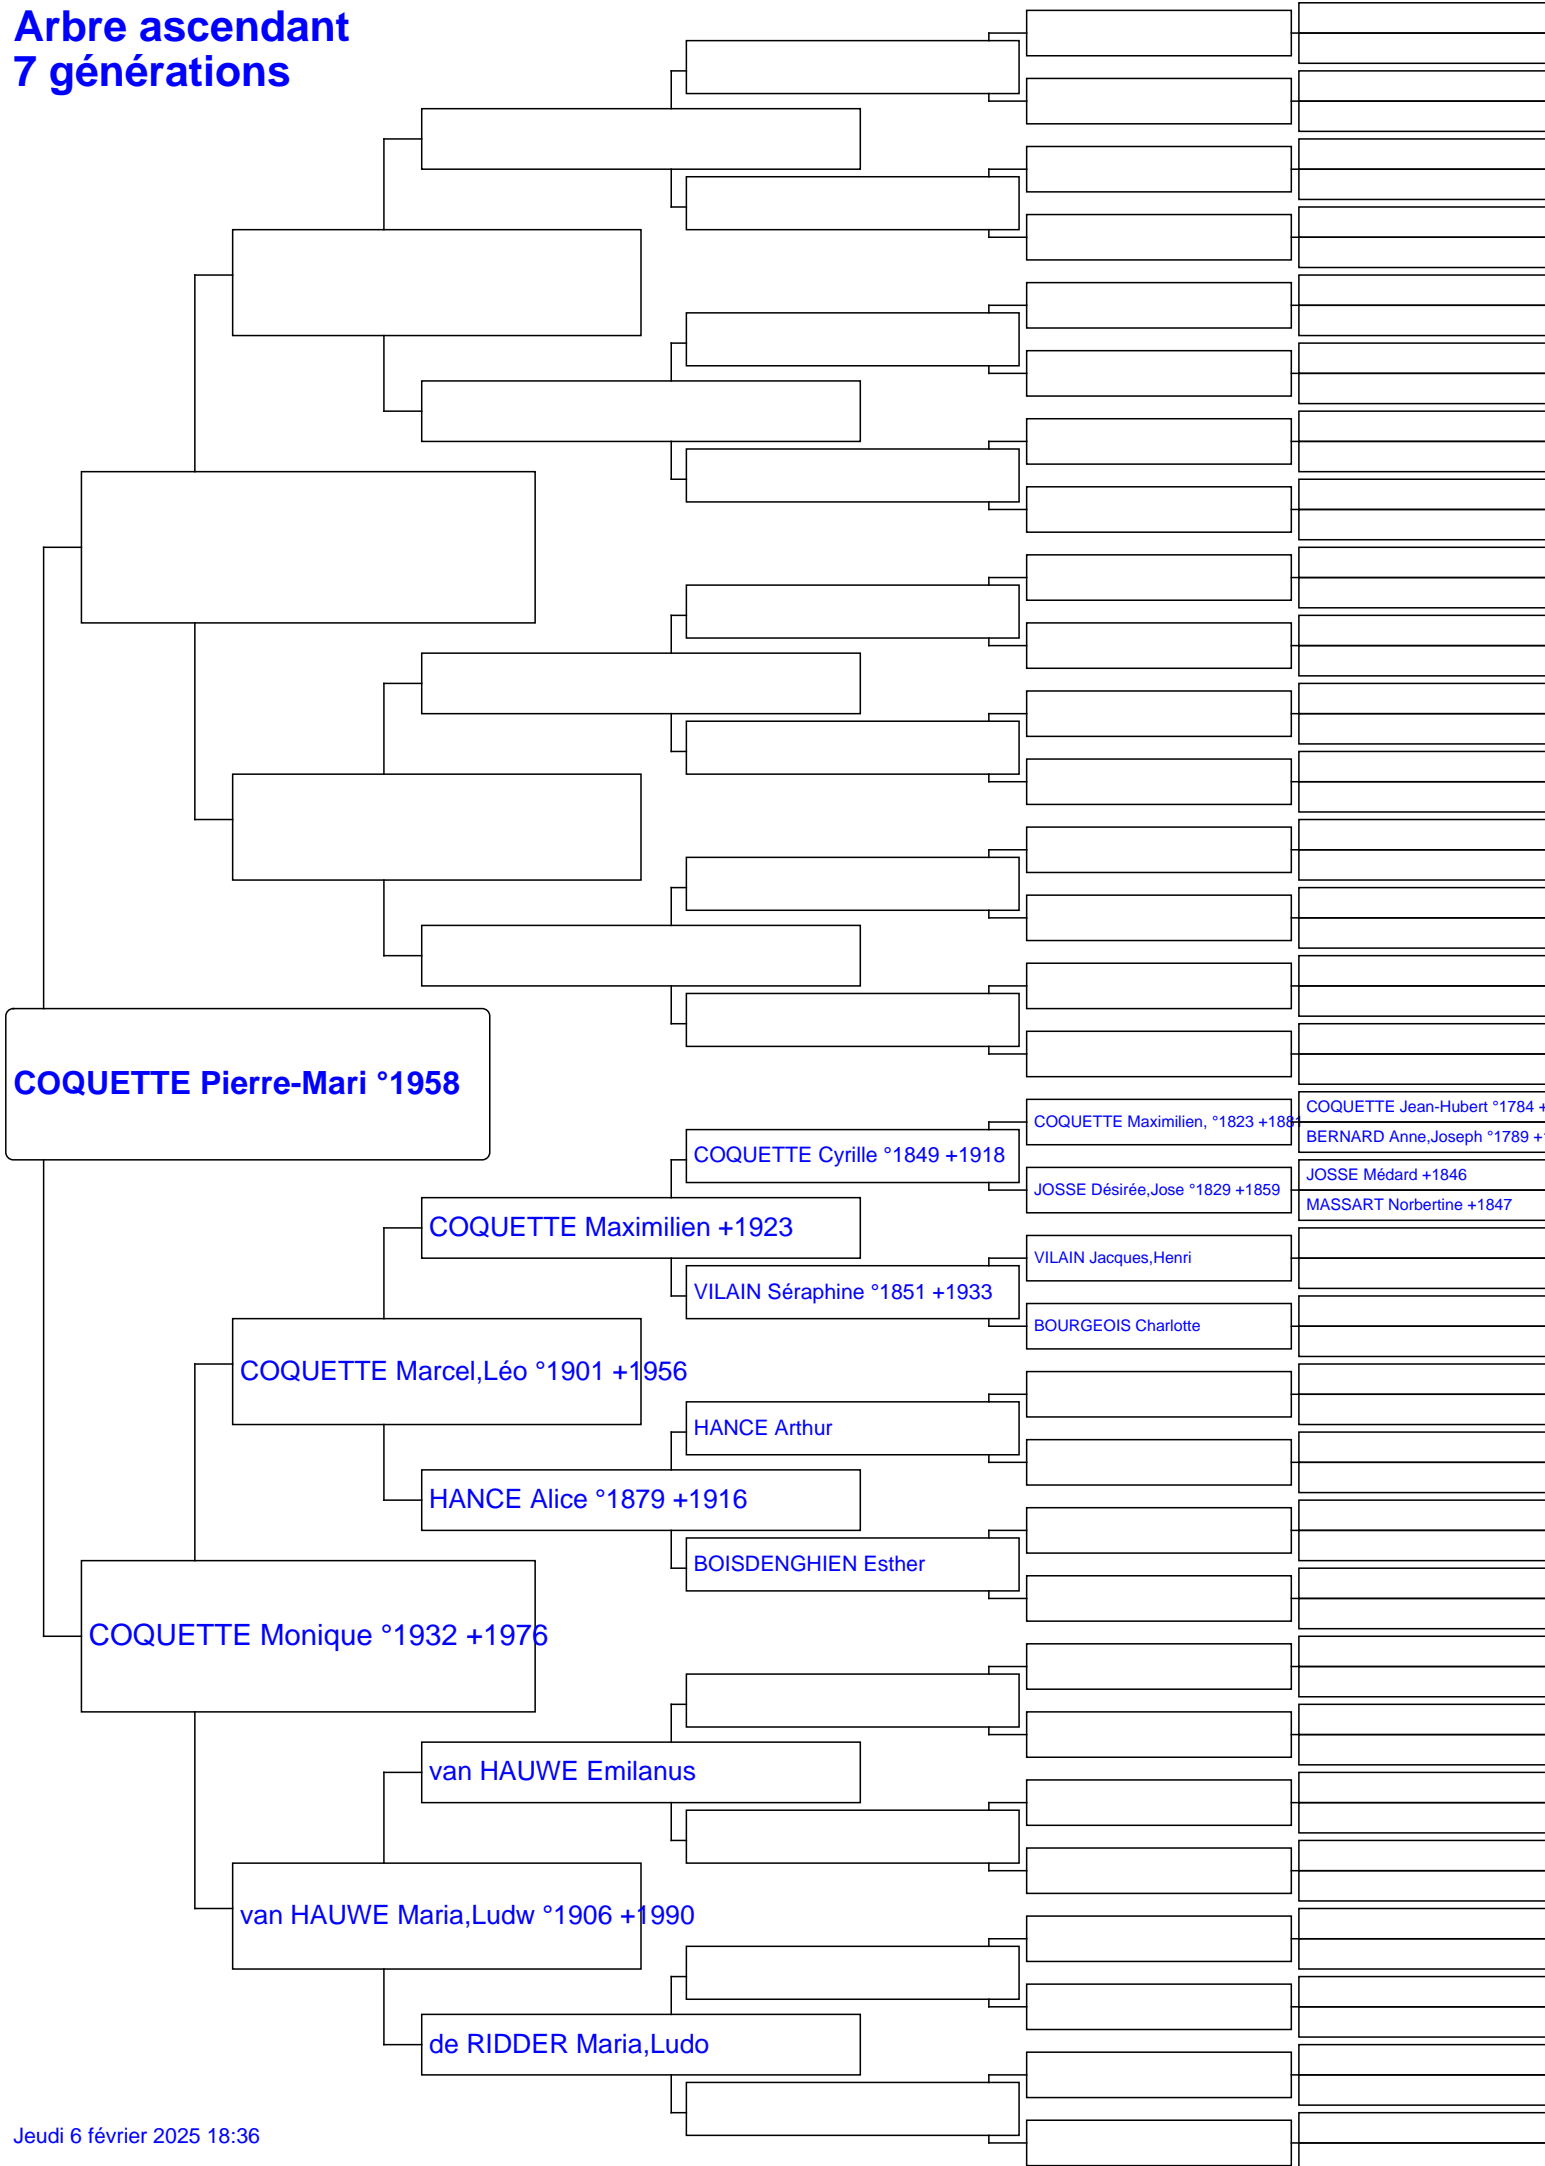 Arbre ascendant
7 générations
COQUETTE Jean-Hubert °1784 +
COQUETTE Maximilien, °1823 +1881
BERNARD Anne,Joseph °1789 +
COQUETTE Cyrille °1849 +1918
JOSSE Médard +1846
JOSSE Désirée,Jose °1829 +1859
MASSART Norbertine +1847
COQUETTE Maximilien +1923
VILAIN Jacques,Henri
VILAIN Séraphine °1851 +1933
BOURGEOIS Charlotte
COQUETTE Marcel,Léo °1901 +1956
HANCE Arthur
HANCE Alice °1879 +1916
BOISDENGHIEN Esther
COQUETTE Pierre-Mari °1958
COQUETTE Monique °1932 +1976
van HAUWE Emilanus
van HAUWE Maria,Ludw °1906 +1990
de RIDDER Maria,Ludo
Jeudi 6 février 2025 18:36